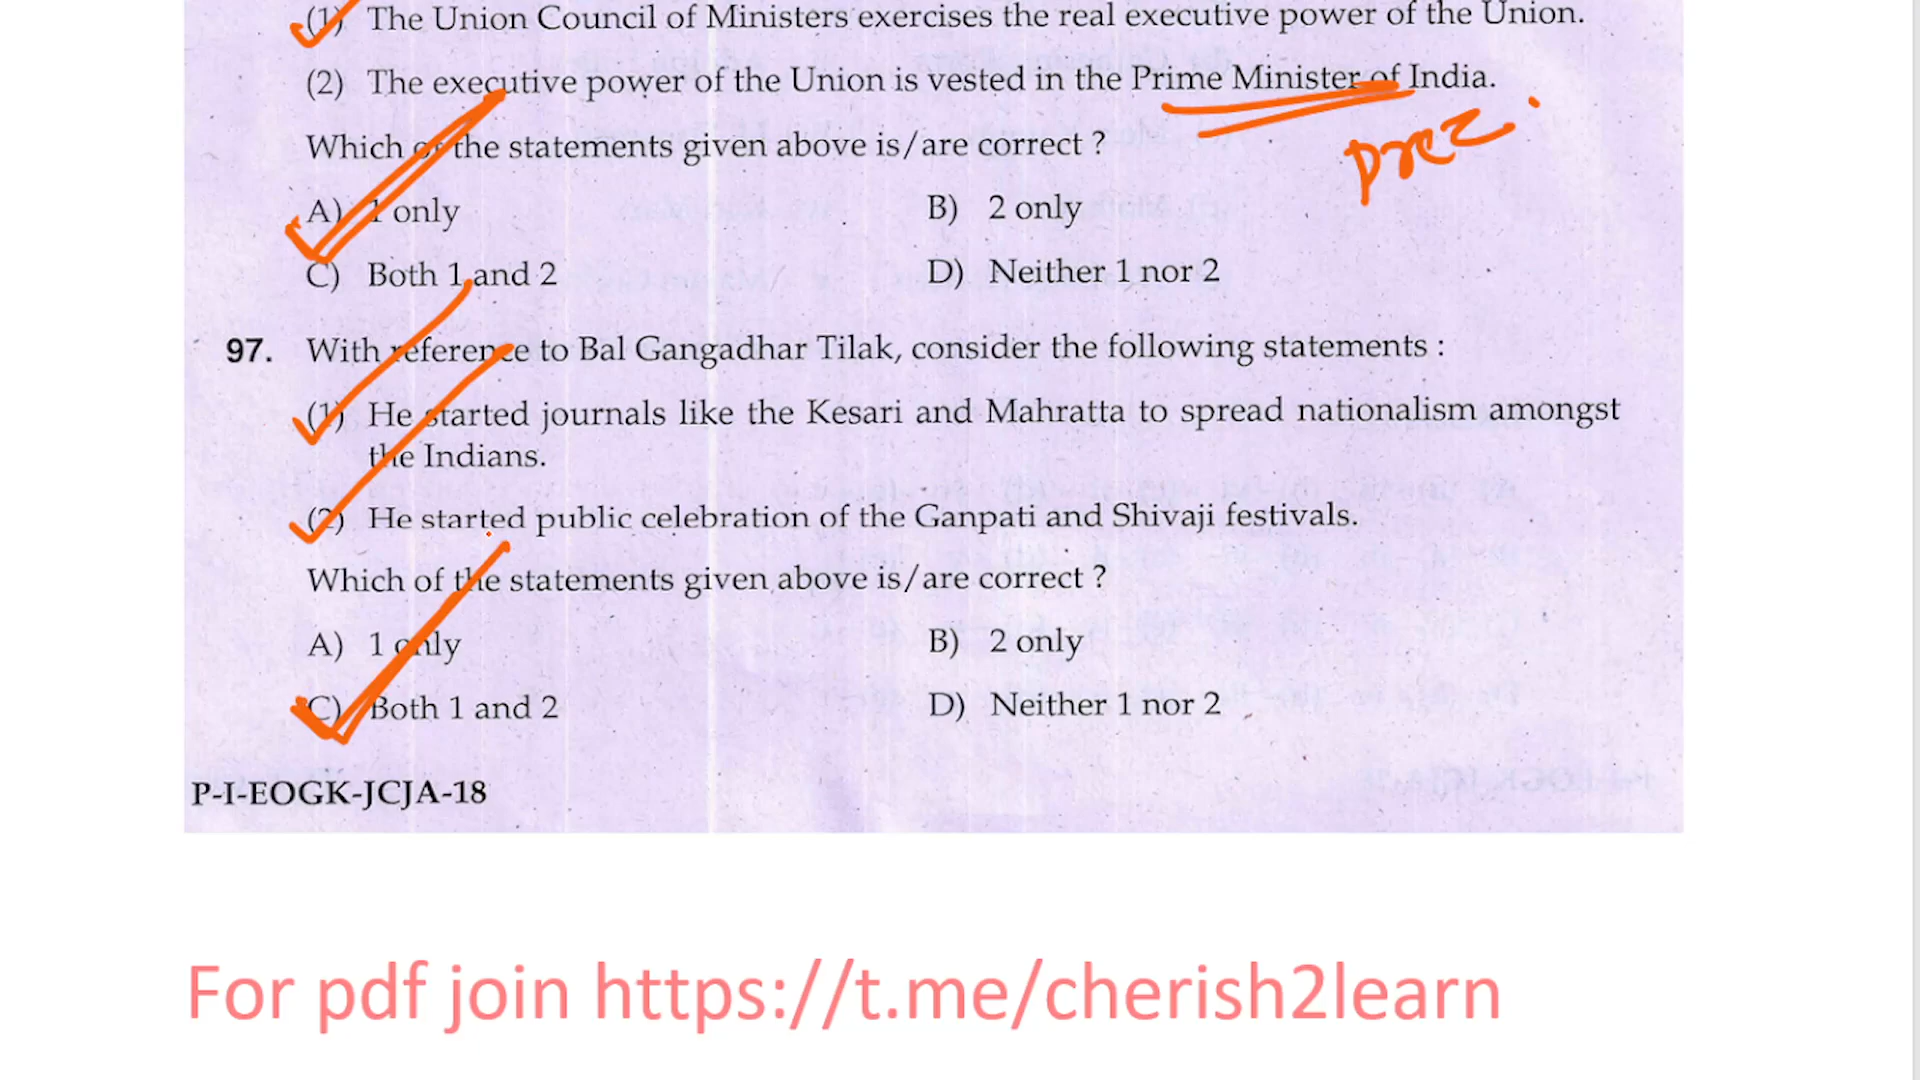 (1) The Union Council of Ministers exercises the real executive power of the Union.
(2) The executive power of the Union is vested in the Prime Minister of India.
prez
Which of the statements given above is/are correct ?
A) 1 only B) 2 only
C) Both 1 and 2 D) Neither 1 nor 2
97. With reference to Bal Gangadhar Tilak, consider the following statements :
(1) He started journals like the Kesari and Mahratta to spread nationalism amongst
the Indians.
(2) He started public celebration of the Ganpati and Shivaji festivals.
Which of the statements given above is/are correct ?
A) 1 only B) 2 only
C) Both 1 and 2 D) Neither 1 nor 2
P-I-EOGK-JCJA-18
For pdf join https://t.me/cherish2learn